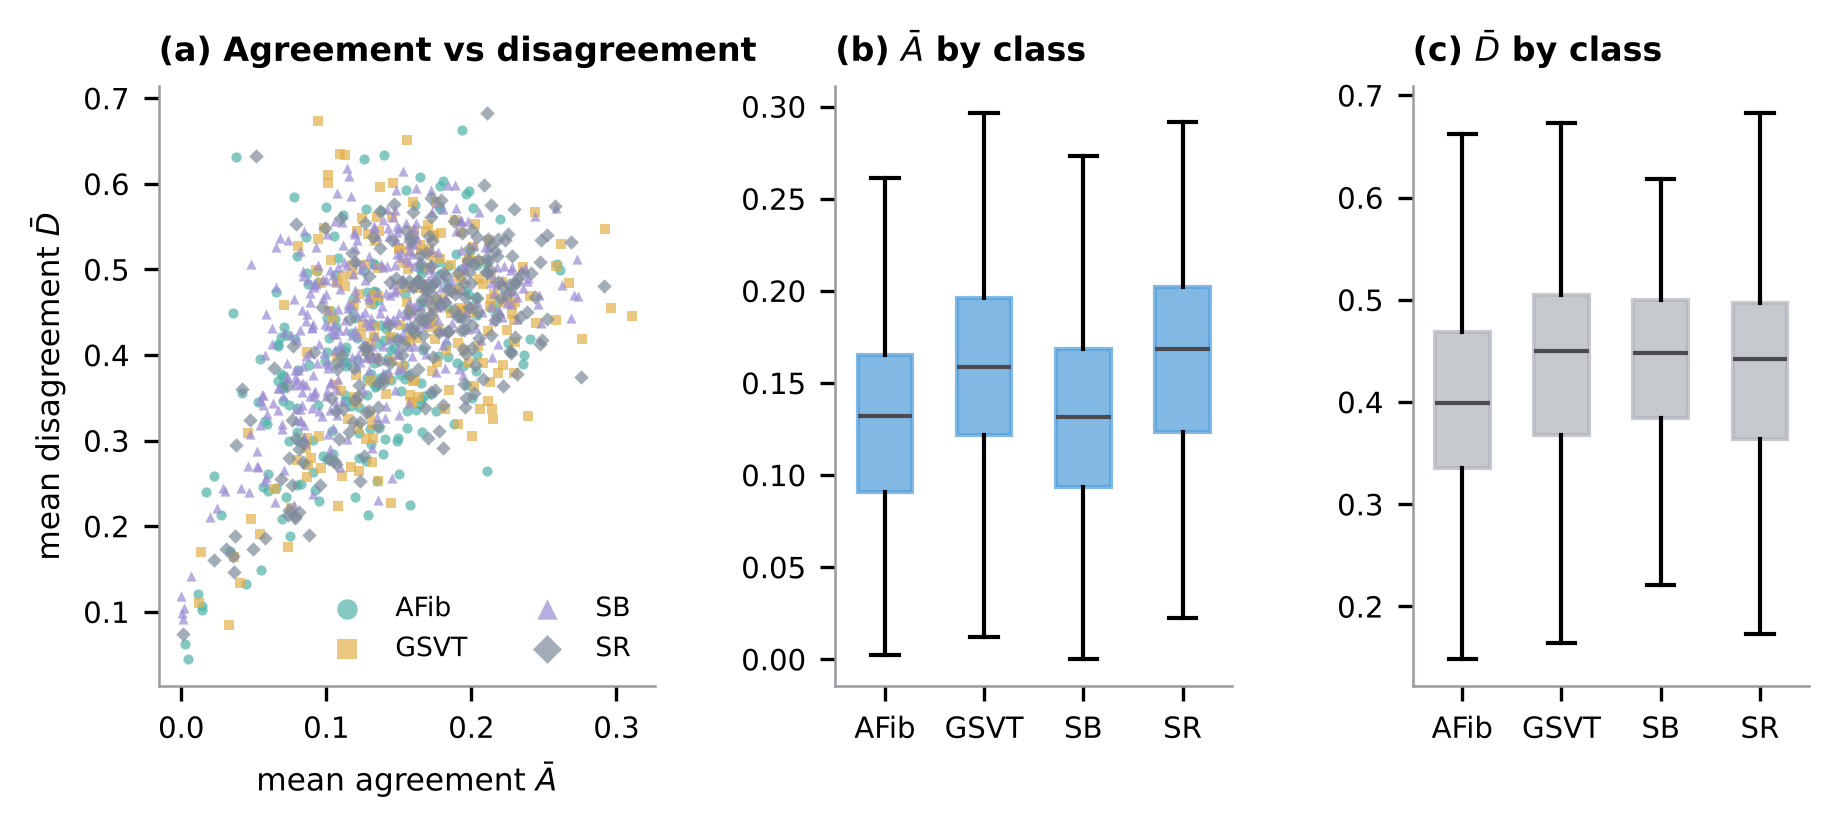 (a) Agreement vs disagreement
mean disagreement D̄
0.7
0.6
0.5
0.4
0.3
0.2
0.1
0.0 0.1 0.2 0.3
mean agreement Ā
AFib SB
GSVT SR
(b) Ā by class
0.30
0.25
0.20
0.15
0.10
0.05
0.00
AFib GSVT SB SR
(c) D̄ by class
0.7
0.6
0.5
0.4
0.3
0.2
AFib GSVT SB SR